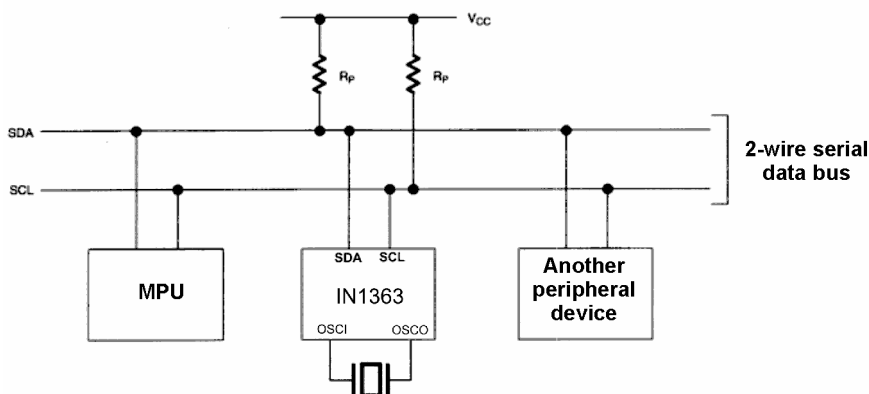 VCC
RP
RP
SDA
SCL
2-wire serial
data bus
MPU
SDA SCL
IN1363
OSCI OSCO
Another
peripheral
device